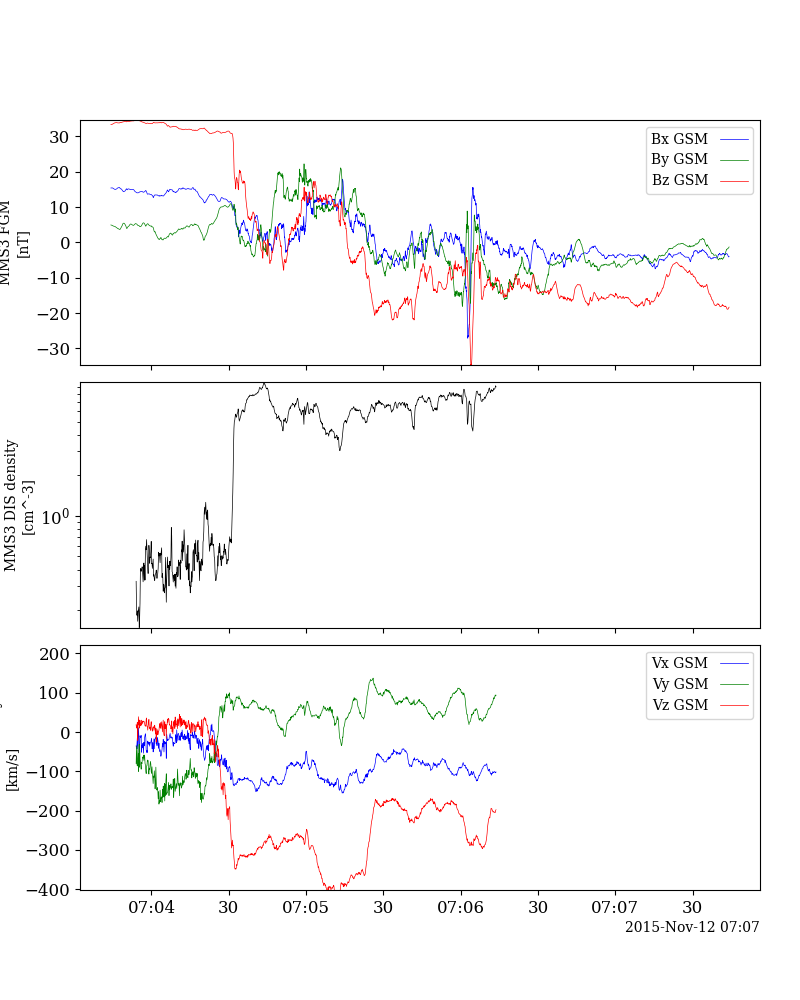 30
20
10
0
−10
−20
−30
MMS3 FGM
[nT]
Bx GSM
By GSM
Bz GSM
10^0
MMS3 DIS density
[cm^-3]
200
100
0
−100
−200
−300
−400
[km/s]
Vx GSM
Vy GSM
Vz GSM
07:04 30 07:05 30 07:06 30 07:07 30
2015-Nov-12 07:07